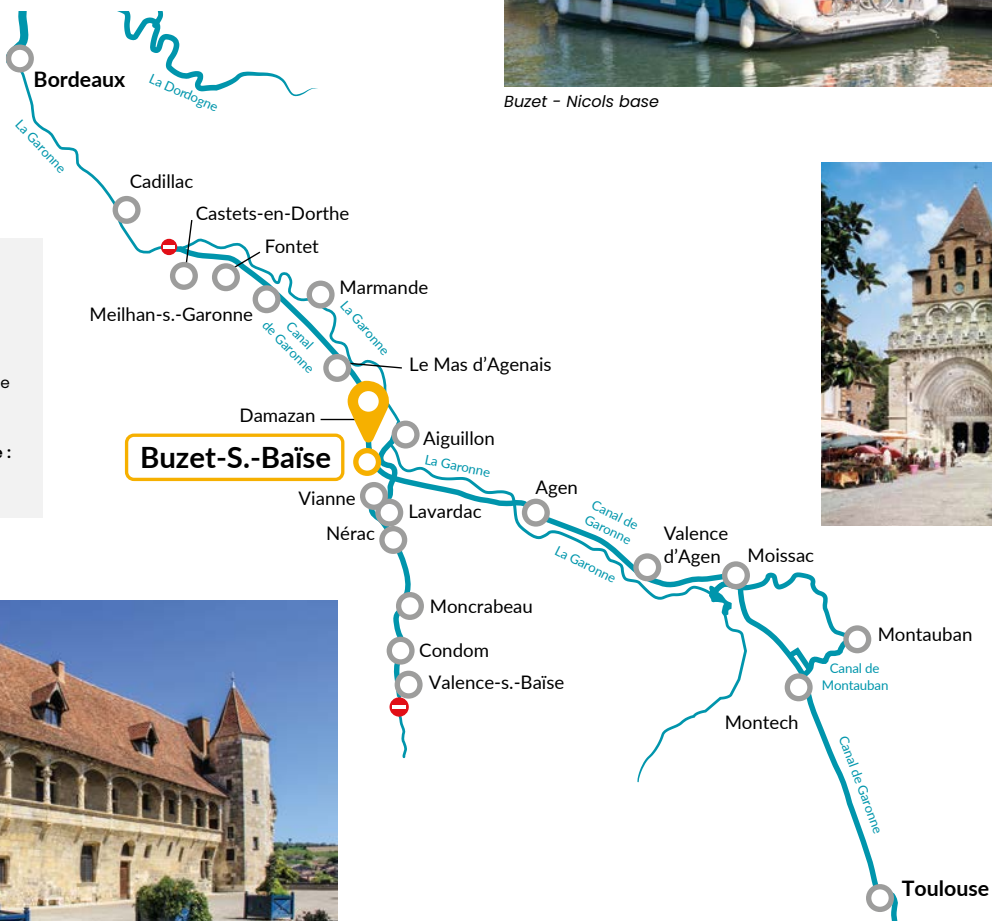 Bordeaux
La Dordogne
Buzet - Nicols base
La Garonne
Cadillac
Castets-en-Dorthe
Fontet
Marmande
Meilhan-s.-Garonne
La Garonne
Canal
de Garonne
Le Mas d'Agenais
e
Damazan
Aiguillon
e :
Buzet-S.-Baïse
La Garonne
Vianne
Lavardac
Agen
Nérac
Canal de
Garonne
La Garonne
Valence
d'Agen
Moissac
Moncrabeau
Montauban
Condom
Canal de
Montauban
Valence-s.-Baïse
Montech
Canal de Garonne
Toulouse